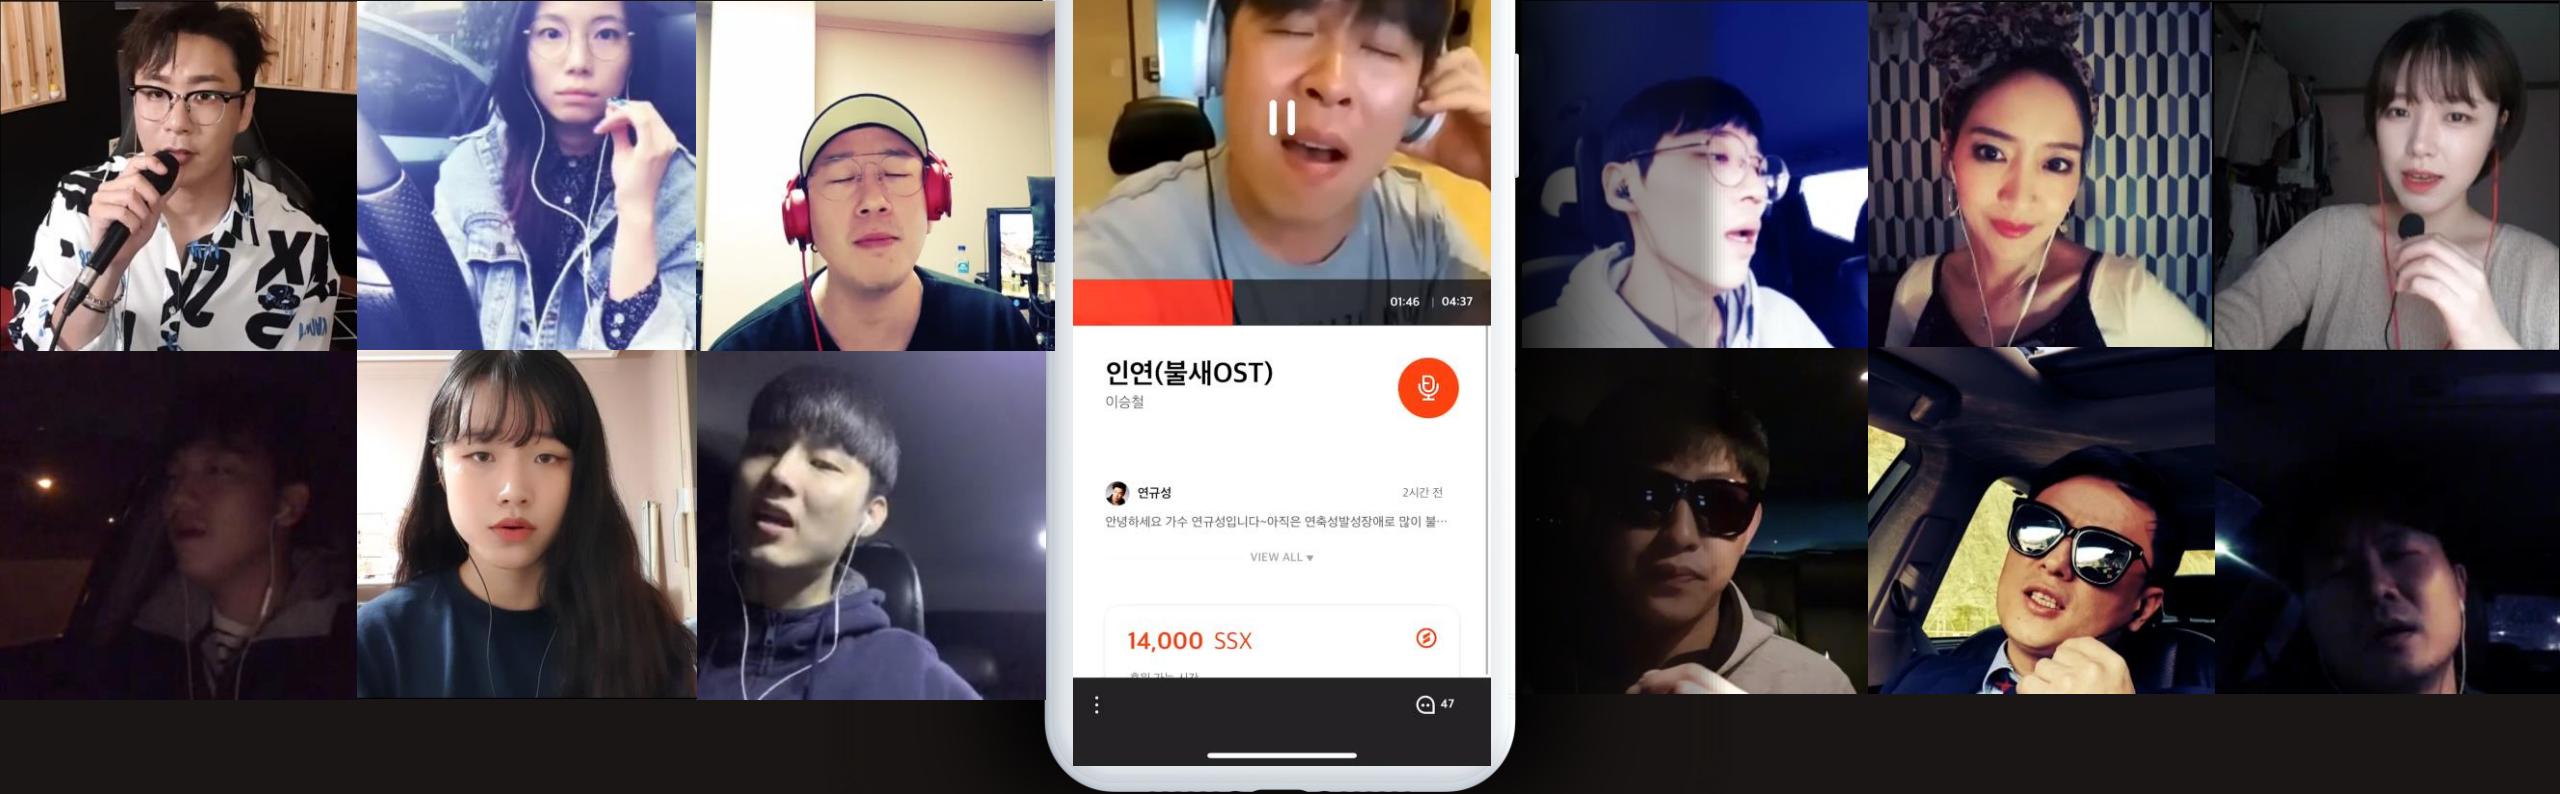 01:46 | 04:37
인연(불새OST)
이승철
연규성
2시간 전
안녕하세요 가수 연규성입니다~아직은 연축성발성장애로 많이 불…
VIEW ALL ▼
14,000 SSX
47